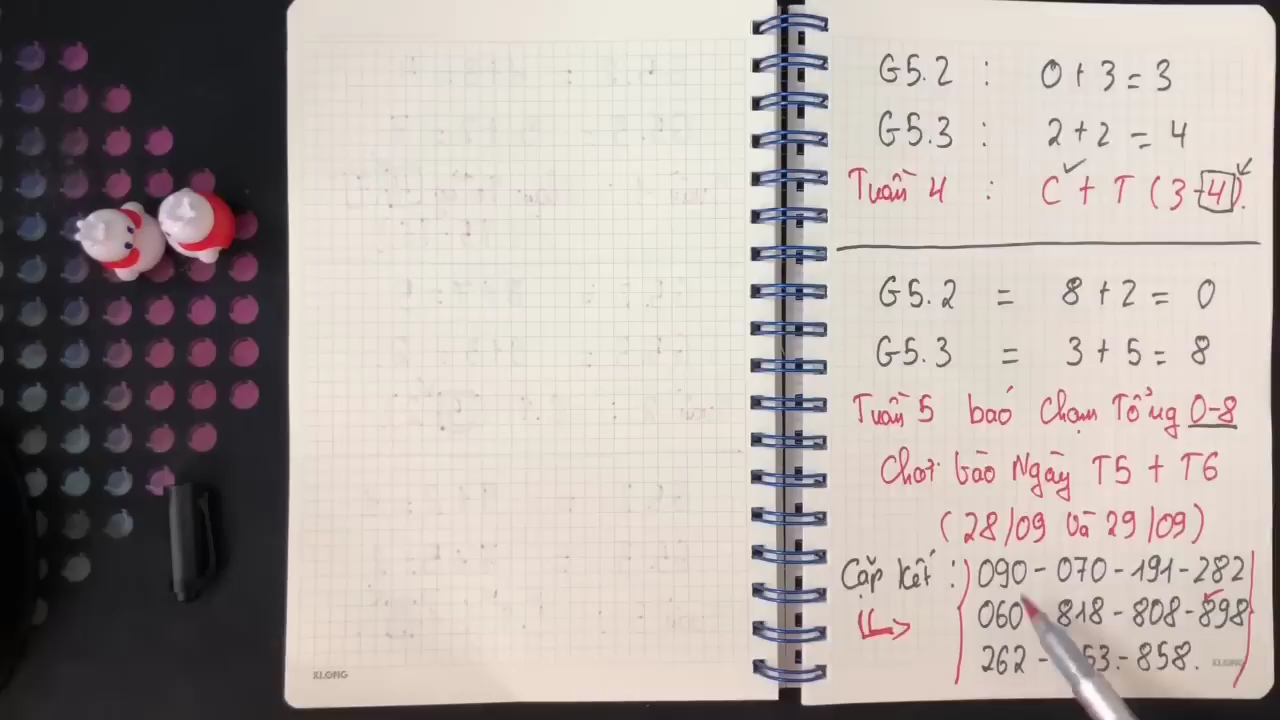 G5.2 : 0 + 3 = 3
G5.3 : 2 + 2 = 4
Tuần 4 : C + T (3-4).
G5.2 = 8 + 2 = 0
G5.3 = 3 + 5 = 8
Tuần 5 báo Chạm Tổng 0-8
Chơi vào Ngày T5 + T6
(28/09 và 29/09)
Cặp kết : 090 - 070 - 191 - 282
060 - 818 - 808 - 898
262 - 53 - 858.
XLONG
XLONG